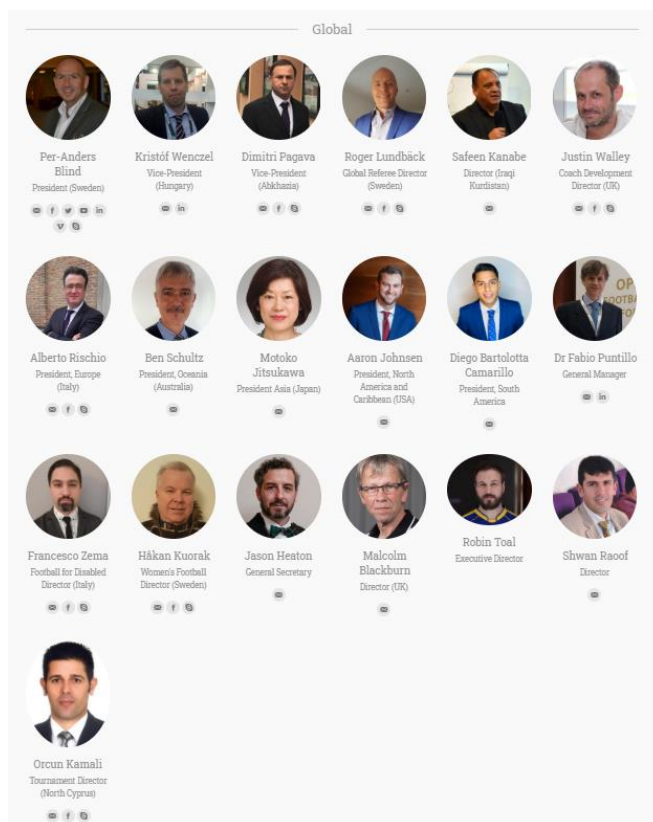 Global
Per-Anders
Blind
President (Sweden)
Kristóf Wenczel
Vice-President
(Hungary)
Dimitri Pagava
Vice-President
(Abkhazia)
Roger Lundbäck
Global Referee Director
(Sweden)
Safeen Kanabe
Director (Iraqi
Kurdistan)
Justin Walley
Coach Development
Director (UK)
Alberto Rischio
President, Europe
(Italy)
Ben Schultz
President, Oceania
(Australia)
Motoko
Jitsukawa
President Asia (Japan)
Aaron Johnsen
President, North
America and
Caribbean (USA)
Diego Bartolotta
Camarillo
President, South
America
OP
Dr Fabio Puntillo
General Manager
Francesco Zema
Football for Disabled
Director (Italy)
Håkan Kuorak
Women's Football
Director (Sweden)
Jason Heaton
General Secretary
Malcolm
Blackburn
Director (UK)
Robin Toal
Executive Director
Shwan Raoof
Director
Orcun Kamali
Tournament Director
(North Cyprus)